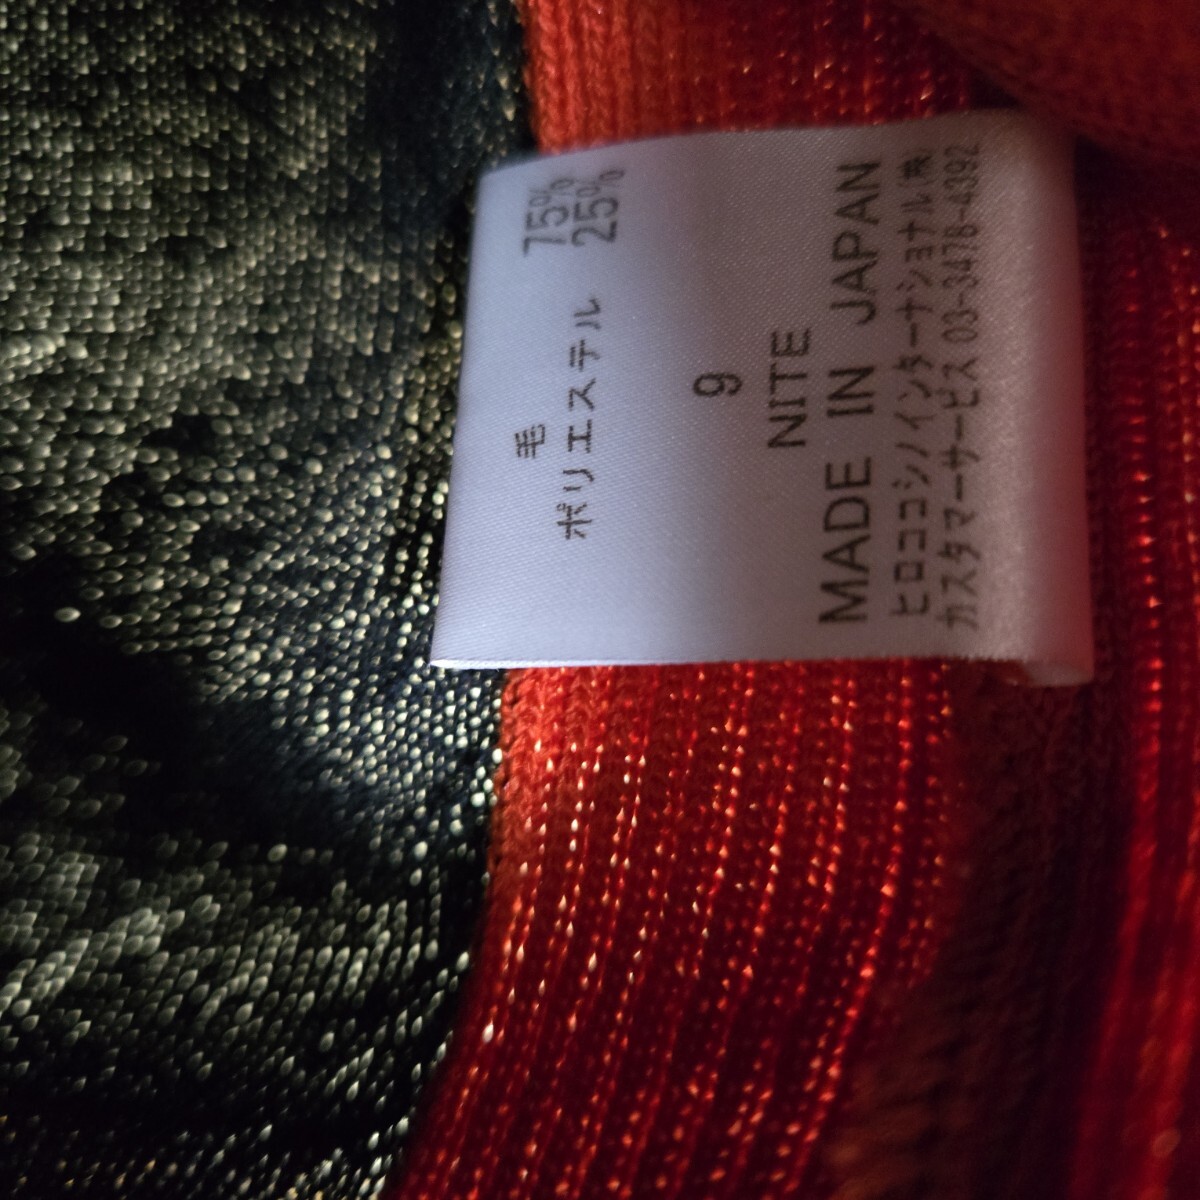 毛 75%
ポリエステル 25%
9
NITE
MADE IN JAPAN
ヒロココシノインターナショナル(株)
カスタマーサービス 03-3478-4392